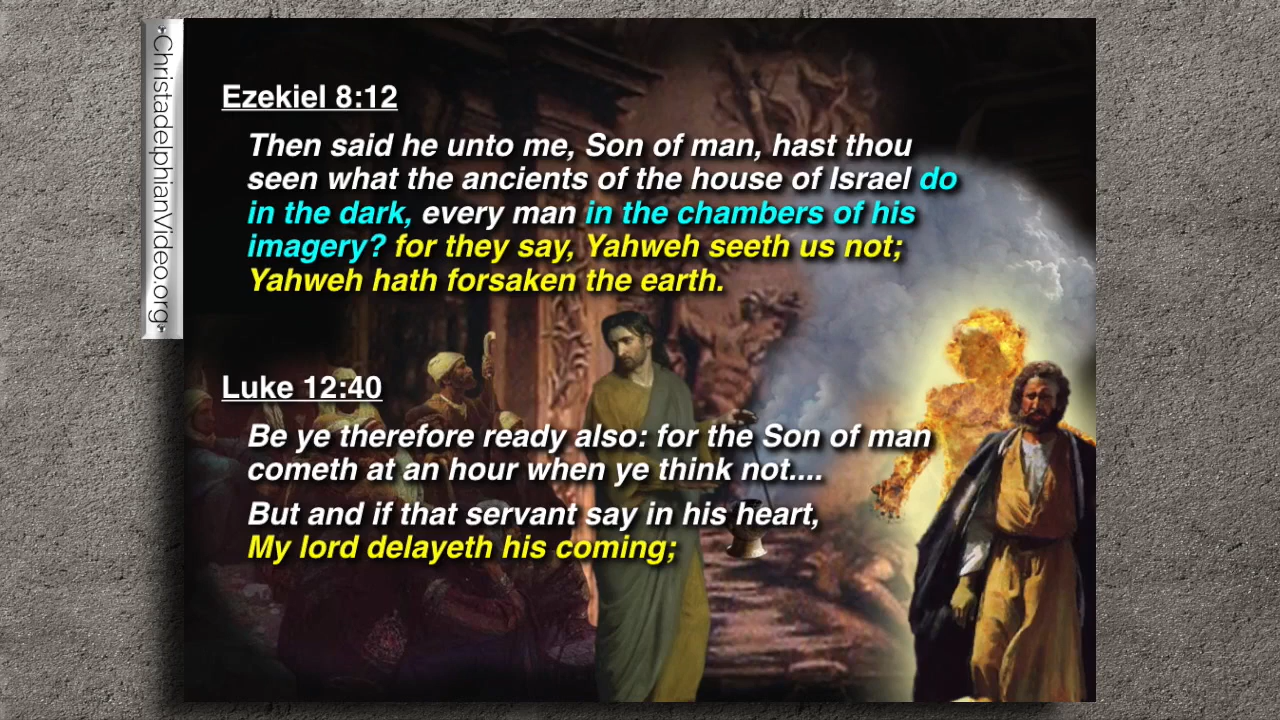 •ChristadelphianVideo.org•
Ezekiel 8:12
Then said he unto me, Son of man, hast thou
seen what the ancients of the house of Israel do
in the dark, every man in the chambers of his
imagery? for they say, Yahweh seeth us not;
Yahweh hath forsaken the earth.
Luke 12:40
Be ye therefore ready also: for the Son of man
cometh at an hour when ye think not....
But and if that servant say in his heart,
My lord delayeth his coming;